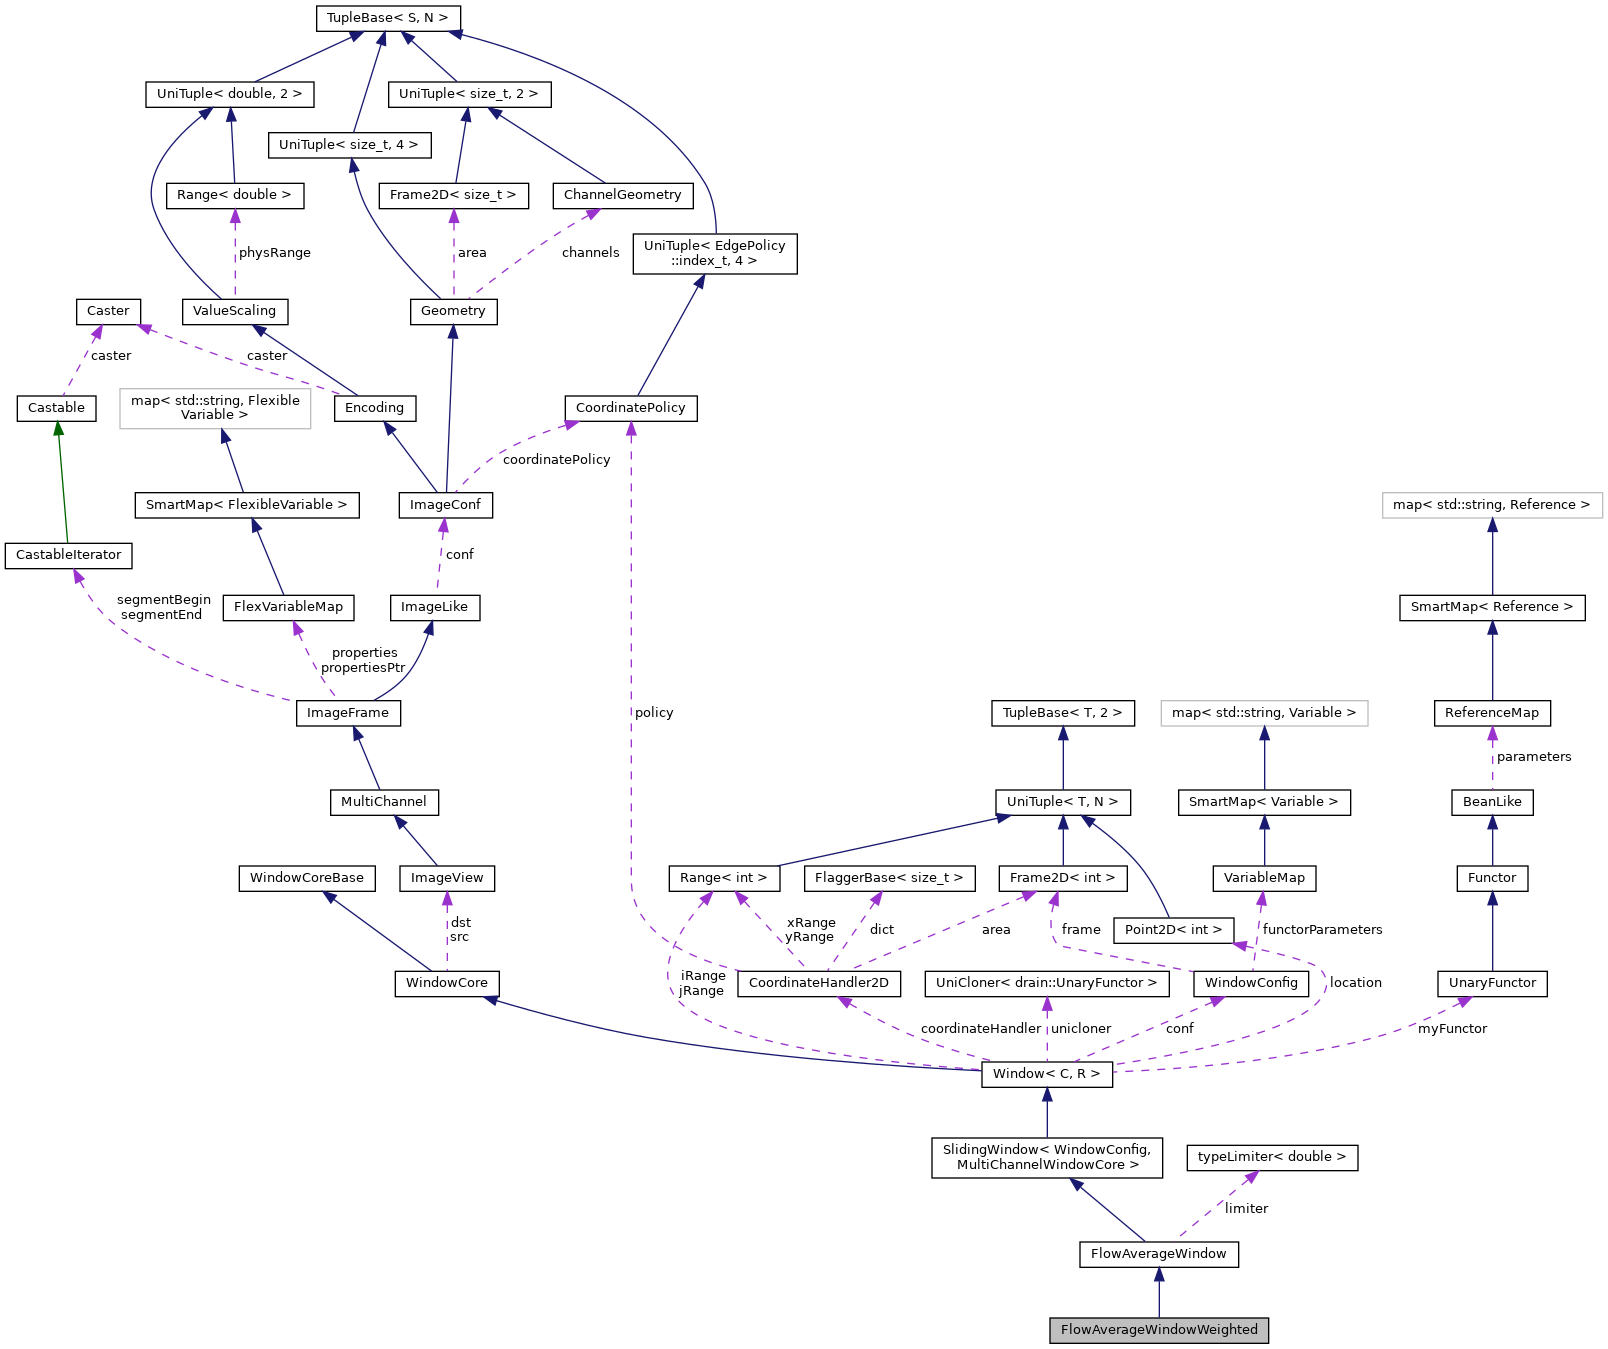 TupleBase< S, N >
UniTuple< double, 2 >
UniTuple< size_t, 2 >
UniTuple< size_t, 4 >
Range< double >
Frame2D< size_t >
ChannelGeometry
UniTuple< EdgePolicy
::index_t, 4 >
physRange
area
channels
Caster
ValueScaling
Geometry
caster
caster
Castable
map< std::string, Flexible
Variable >
Encoding
CoordinatePolicy
coordinatePolicy
SmartMap< FlexibleVariable >
ImageConf
map< std::string, Reference >
CastableIterator
conf
segmentBegin
segmentEnd
FlexVariableMap
ImageLike
SmartMap< Reference >
properties
propertiesPtr
ImageFrame
policy
TupleBase< T, 2 >
map< std::string, Variable >
ReferenceMap
parameters
MultiChannel
UniTuple< T, N >
SmartMap< Variable >
BeanLike
WindowCoreBase
ImageView
Range< int >
FlaggerBase< size_t >
Frame2D< int >
VariableMap
Functor
dst
src
xRange
yRange
dict
area
frame
Point2D< int >
functorParameters
iRange
jRange
WindowCore
CoordinateHandler2D
UniCloner< drain::UnaryFunctor >
WindowConfig
location
UnaryFunctor
coordinateHandler
unicloner
conf
myFunctor
Window< C, R >
SlidingWindow< WindowConfig,
MultiChannelWindowCore >
typeLimiter< double >
limiter
FlowAverageWindow
FlowAverageWindowWeighted